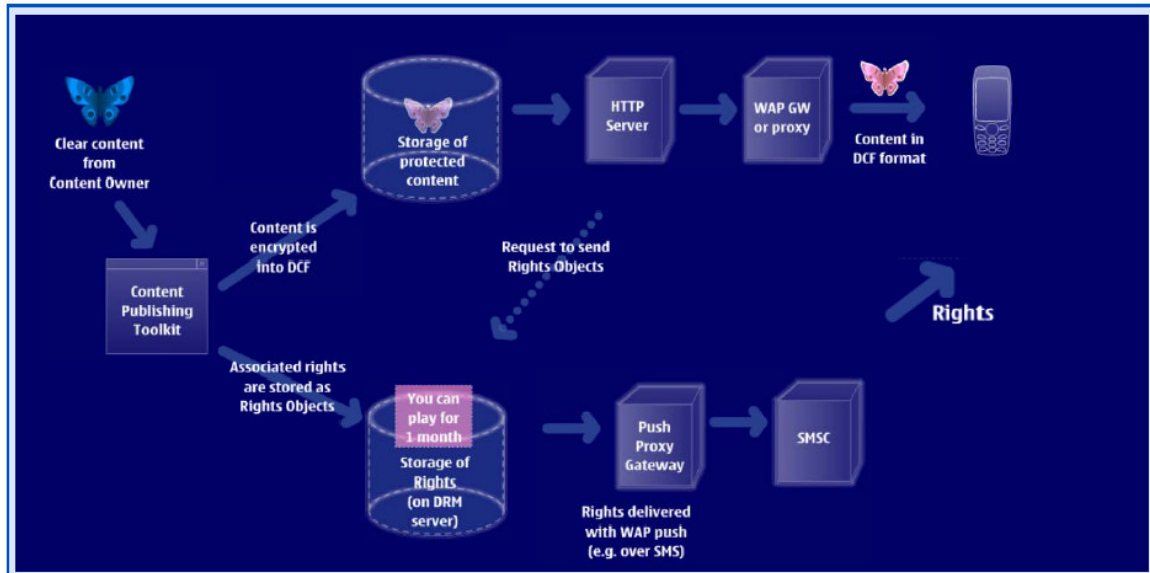 Clear content
from
Content Owner
Storage of
protected
content
HTTP
Server
WAP GW
or proxy
Content in
DCF format
Content is
encrypted
into DCF
Request to send
Rights Objects
Content
Publishing
Toolkit
Rights
Associated rights
are stored as
Rights Objects
You can
play for
1 month
Storage of
Rights
(on DRM
server)
Push
Proxy
Gateway
SMSC
Rights delivered
with WAP push
(e.g. over SMS)